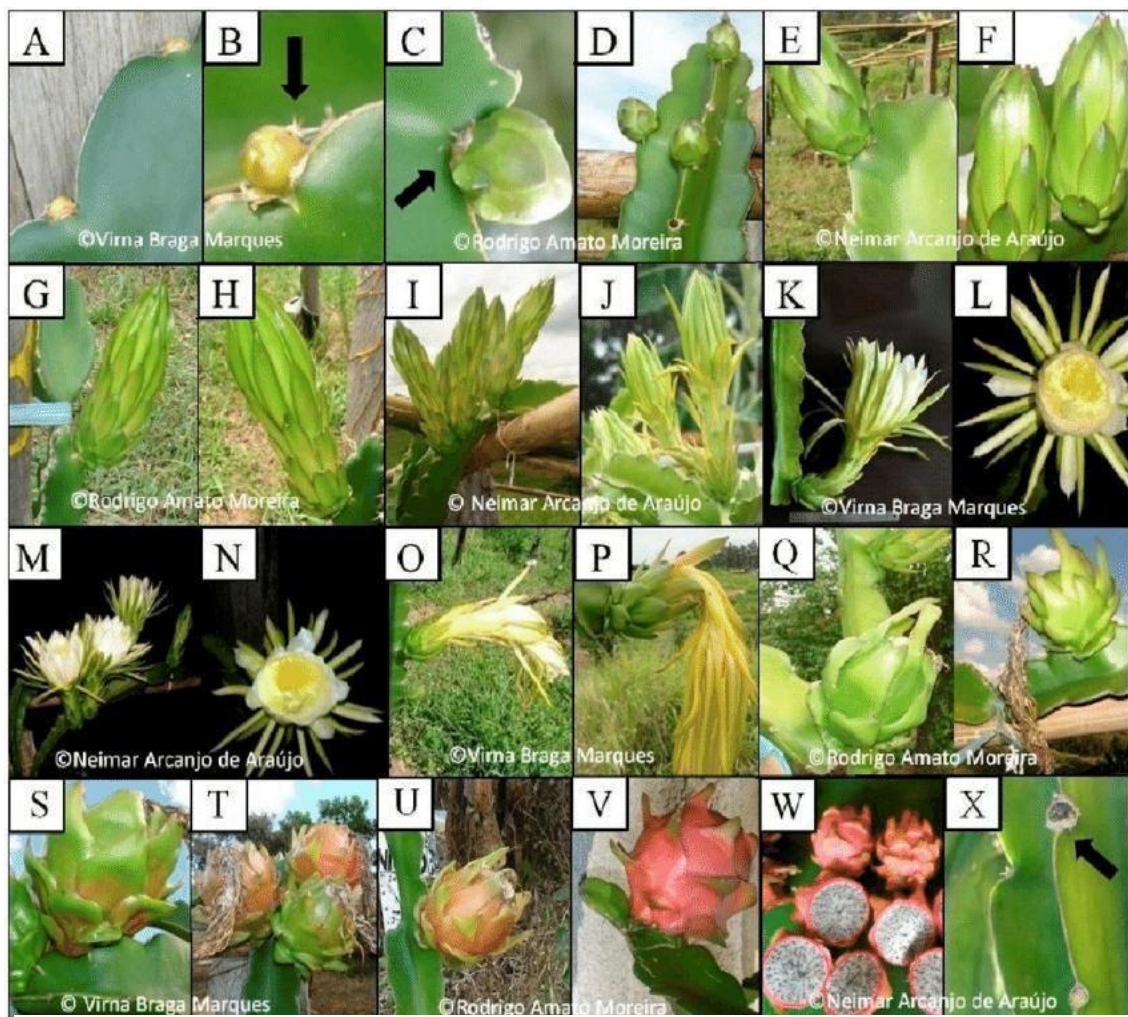 A B C D E F
©Virna Braga Marques ©Rodrigo Amato Moreira ©Neimar Arcanjo de Araújo
G H I J K L
©Rodrigo Amato Moreira © Neimar Arcanjo de Araújo ©Virna Braga Marques
M N O P Q R
©Neimar Arcanjo de Araújo ©Virna Braga Marques ©Rodrigo Amato Moreira
S T U V W X
© Virna Braga Marques ©Rodrigo Amato Moreira ©Neimar Arcanjo de Araújo